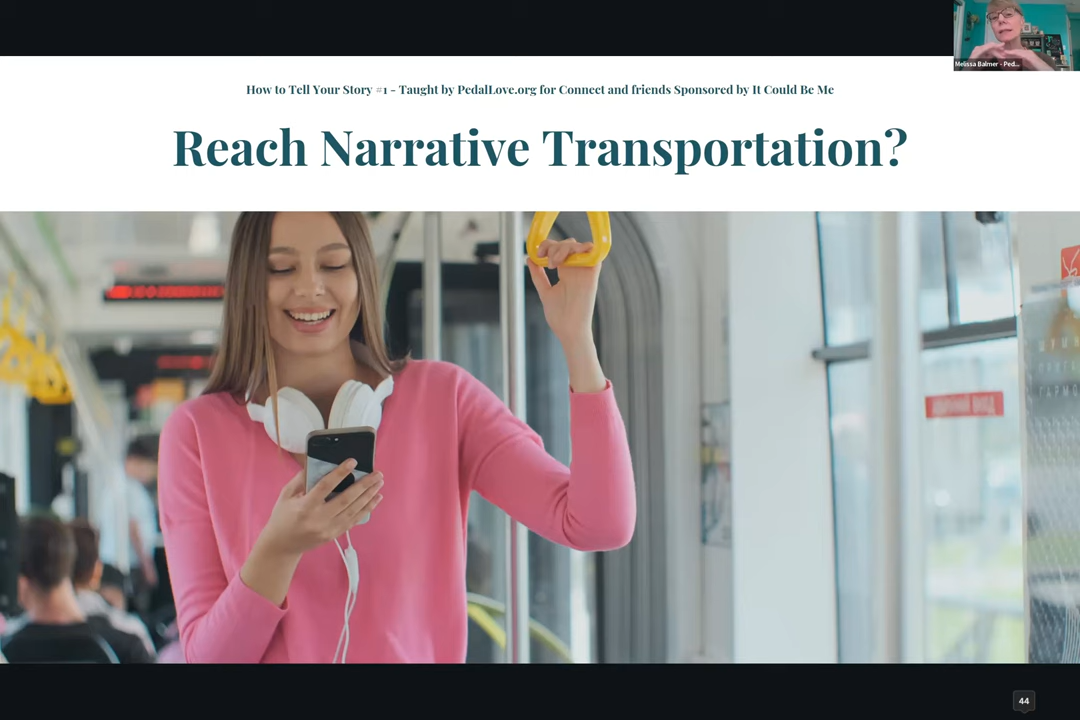 Melissa Balmer - Ped...
How to Tell Your Story #1 - Taught by PedalLove.org for Connect and friends Sponsored by It Could Be Me
Reach Narrative Transportation?
44